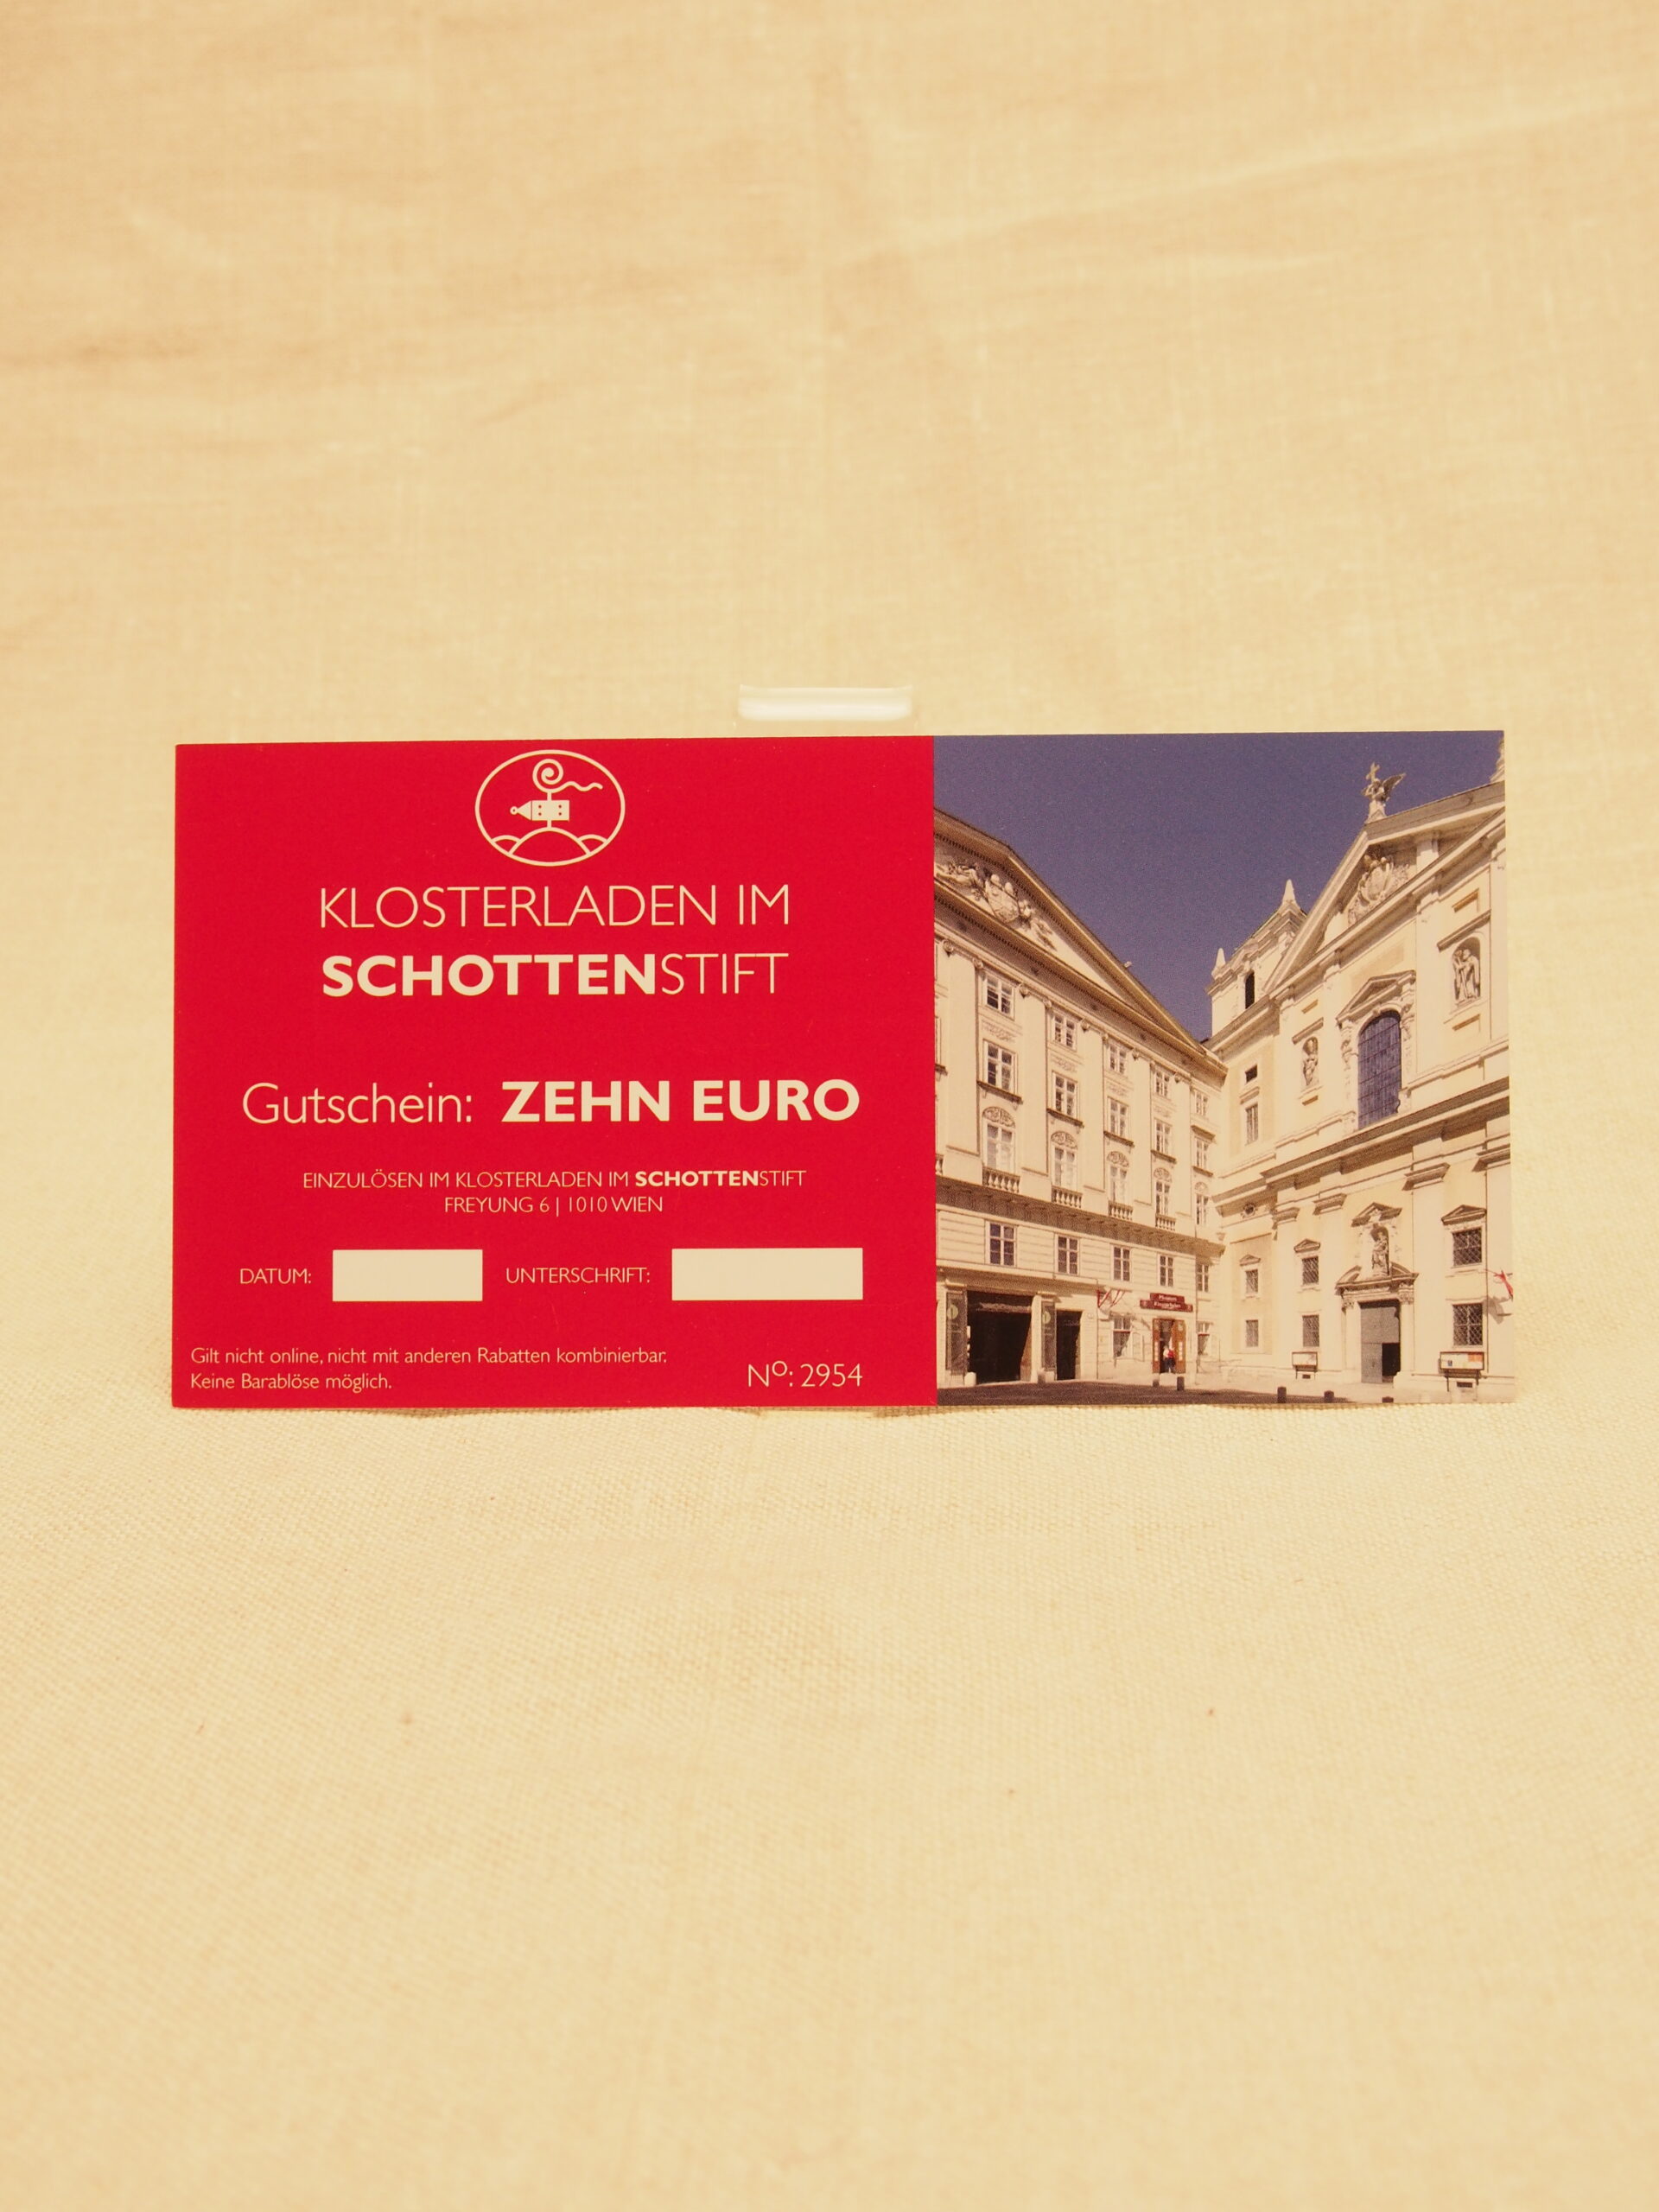 KLOSTERLADEN IM
SCHOTTENSTIFT
Gutschein: ZEHN EURO
EINZULÖSEN IM KLOSTERLADEN IM SCHOTTENSTIFT
FREYUNG 6 | 1010 WIEN
DATUM: UNTERSCHRIFT:
Gilt nicht online, nicht mit anderen Rabatten kombinierbar.
Keine Barablöse möglich.
Nº: 2954